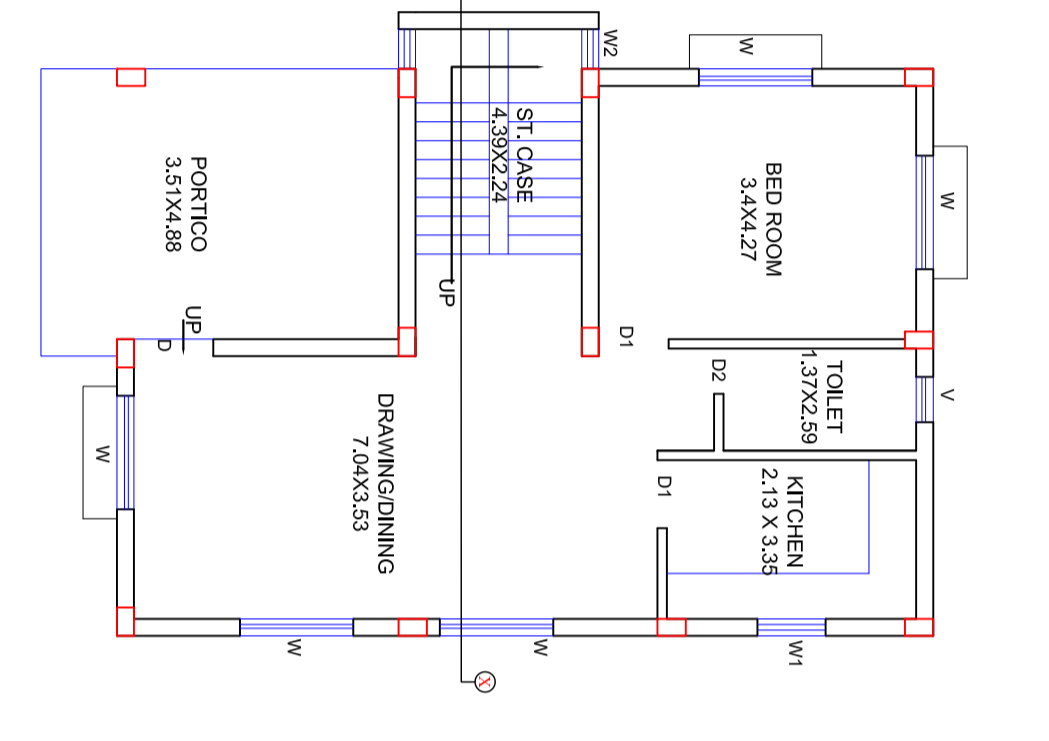 W2
W
ST. CASE
4.39X2.24
UP
PORTICO
3.51X4.88
UP
D
BED ROOM
3.4X4.27
W
D1
D2
TOILET
1.37X2.59
V
W
DRAWING/DINING
7.04X3.53
D1
KITCHEN
2.13 X 3.35
W
W
W1
X